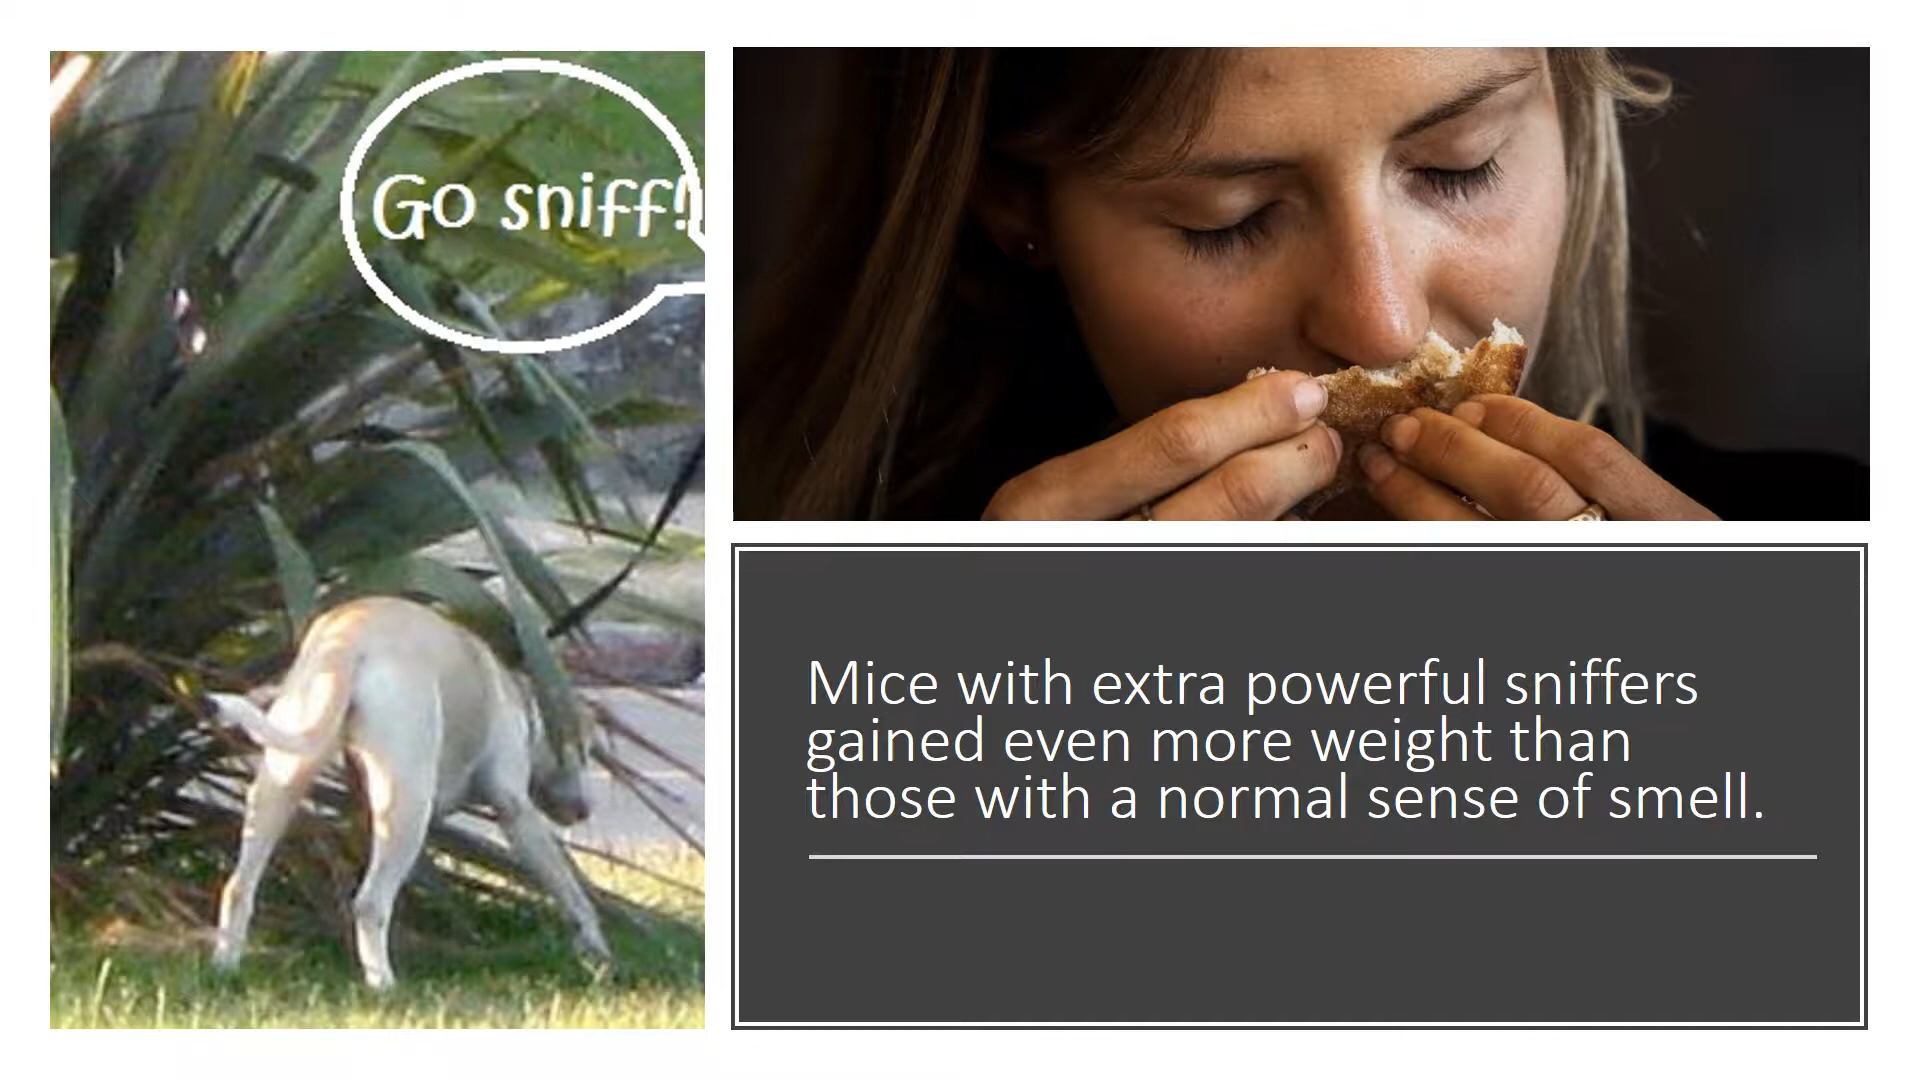 Go sniff!
Mice with extra powerful sniffers
gained even more weight than
those with a normal sense of smell.